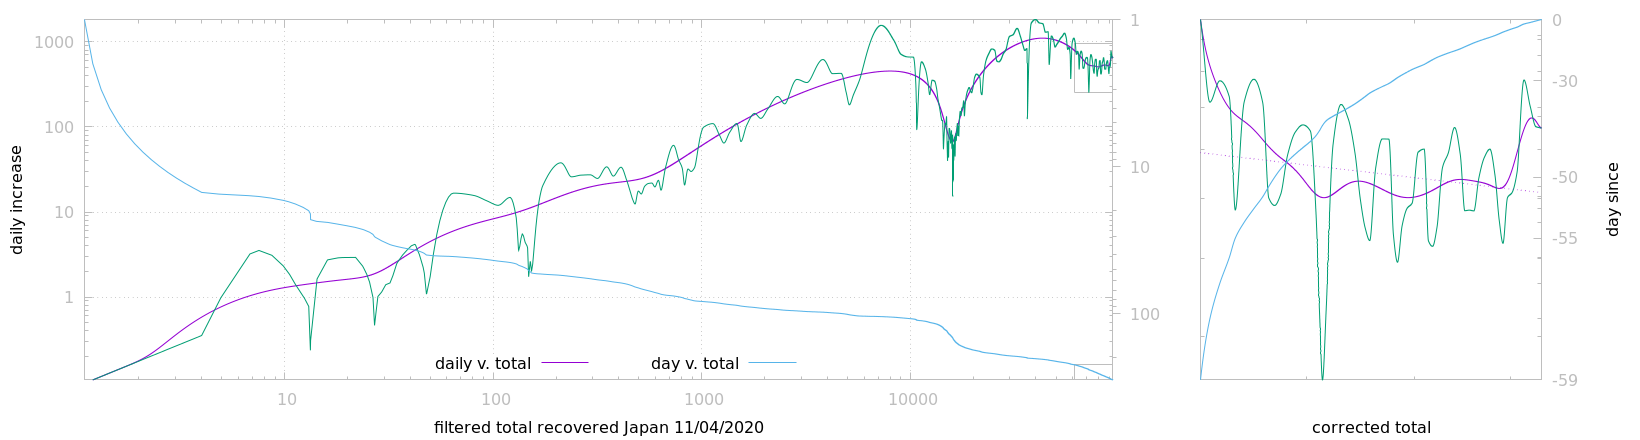 1000
100
10
1
daily increase
10
100
1000
10000
filtered total recovered Japan 11/04/2020
daily v. total
day v. total
1
10
100
0
-30
-50
-55
-59
day since
corrected total